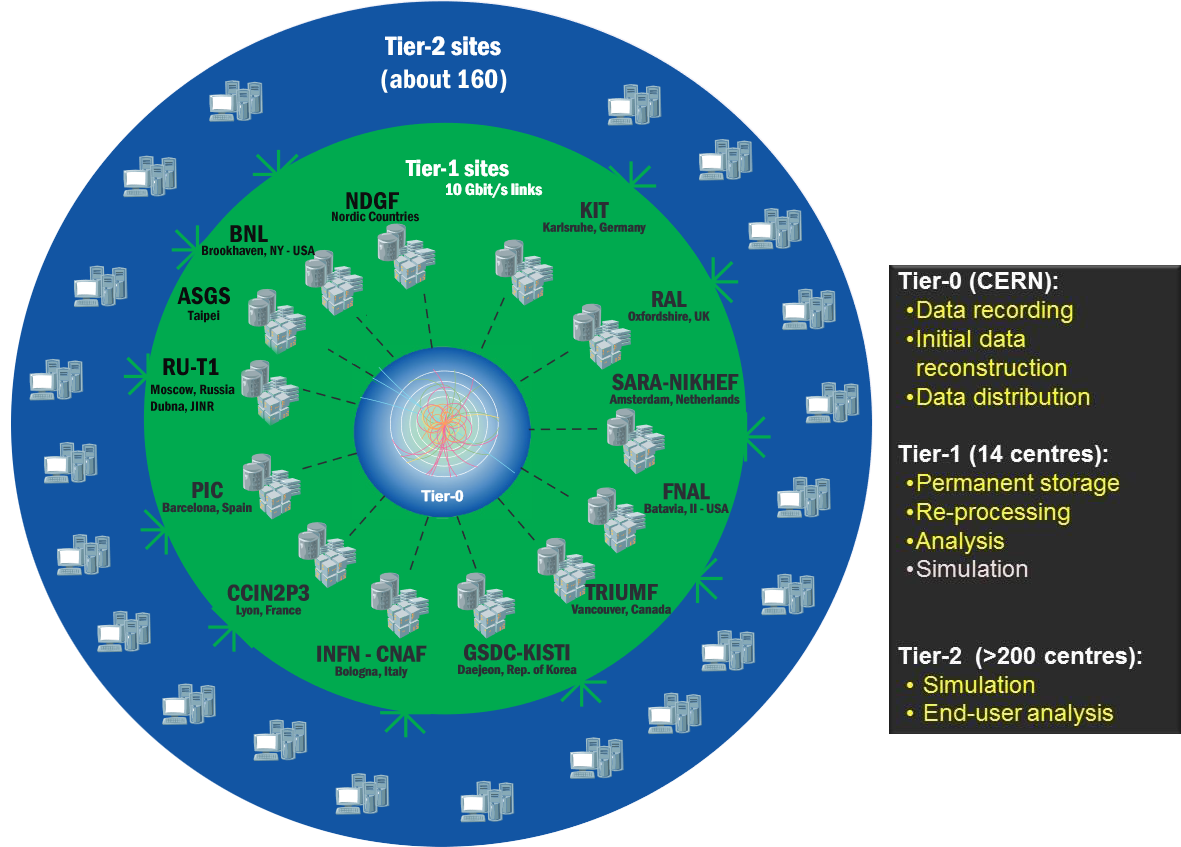 Tier-2 sites
(about 160)
Tier-1 sites
10 Gbit/s links
NDGF
Nordic Countries
KIT
Karlsruhe, Germany
BNL
Brookhaven, NY - USA
ASGS
Taipei
RAL
Oxfordshire, UK
RU-T1
Moscow, Russia
Dubna, JINR
SARA-NIKHEF
Amsterdam, Netherlands
Tier-0
PIC
Barcelona, Spain
FNAL
Batavia, Il - USA
CCIN2P3
Lyon, France
TRIUMF
Vancouver, Canada
INFN - CNAF
Bologna, Italy
GSDC-KISTI
Daejeon, Rep. of Korea
Tier-0 (CERN):
•Data recording
•Initial data
reconstruction
•Data distribution
Tier-1 (14 centres):
•Permanent storage
•Re-processing
•Analysis
•Simulation
Tier-2 (>200 centres):
• Simulation
• End-user analysis